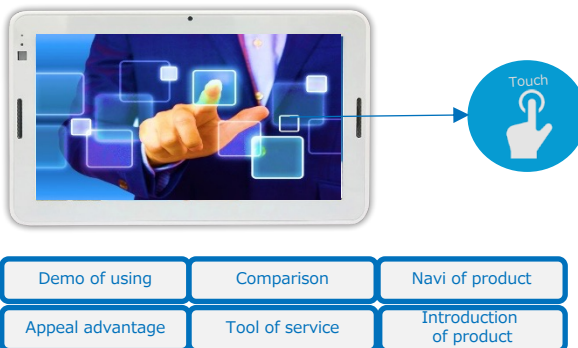 Touch
Demo of using
Comparison
Navi of product
Appeal advantage
Tool of service
Introduction
of product